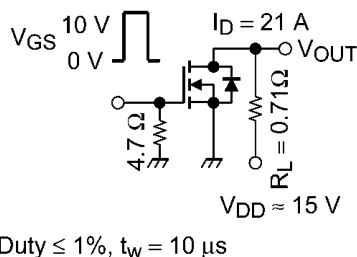 I_D = 21 A
V_GS
10 V
0 V
V_OUT
4.7 Ω
R_L = 0.71Ω
V_DD ≈ 15 V
Duty ≤ 1%, t_w = 10 μs